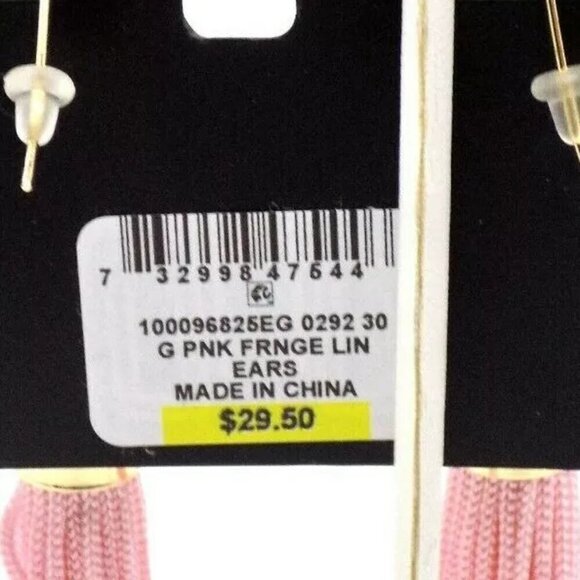 7 32998 47544
100096825EG 0292 30
G PNK FRNGE LIN
EARS
MADE IN CHINA
$29.50